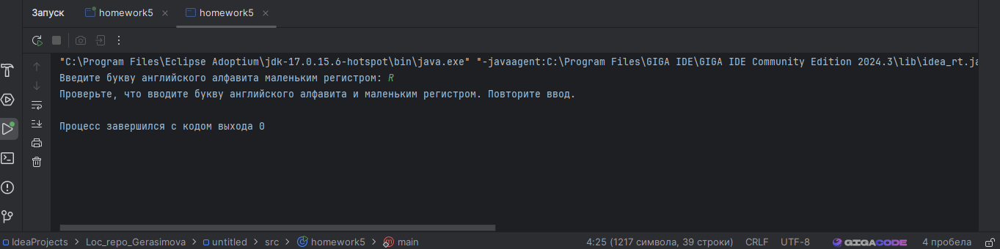 Запуск homework5 homework5
"C:\Program Files\Eclipse Adoptium\jdk-17.0.15.6-hotspot\bin\java.exe" "-javaagent:C:\Program Files\GIGA IDE\GIGA IDE Community Edition 2024.3\lib\idea_rt.ja
Введите букву английского алфавита маленьким регистром: R
Проверьте, что вводите букву английского алфавита и маленьким регистром. Повторите ввод.
Процесс завершился с кодом выхода 0
IdeaProjects > Loc_repo_Gerasimova > untitled > src > homework5 > main 4:25 (1217 символа, 39 строки) CRLF UTF-8 GIGACODE 4 пробела